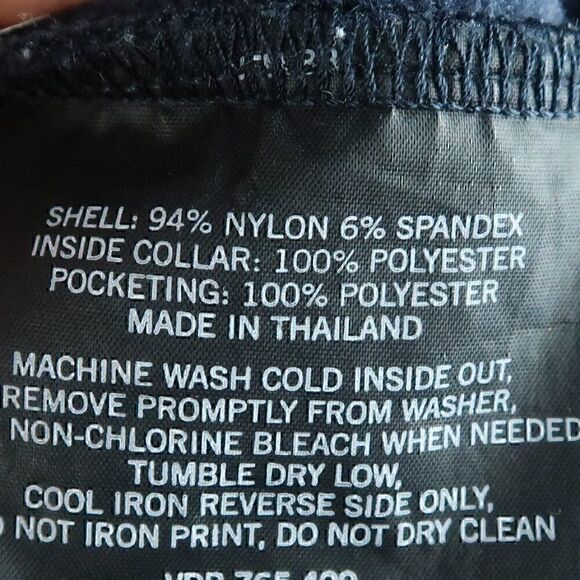 SHELL: 94% NYLON 6% SPANDEX
INSIDE COLLAR: 100% POLYESTER
POCKETING: 100% POLYESTER
MADE IN THAILAND
MACHINE WASH COLD INSIDE OUT,
REMOVE PROMPTLY FROM WASHER,
NON-CHLORINE BLEACH WHEN NEEDED
TUMBLE DRY LOW,
COOL IRON REVERSE SIDE ONLY,
NOT IRON PRINT, DO NOT DRY CLEAN